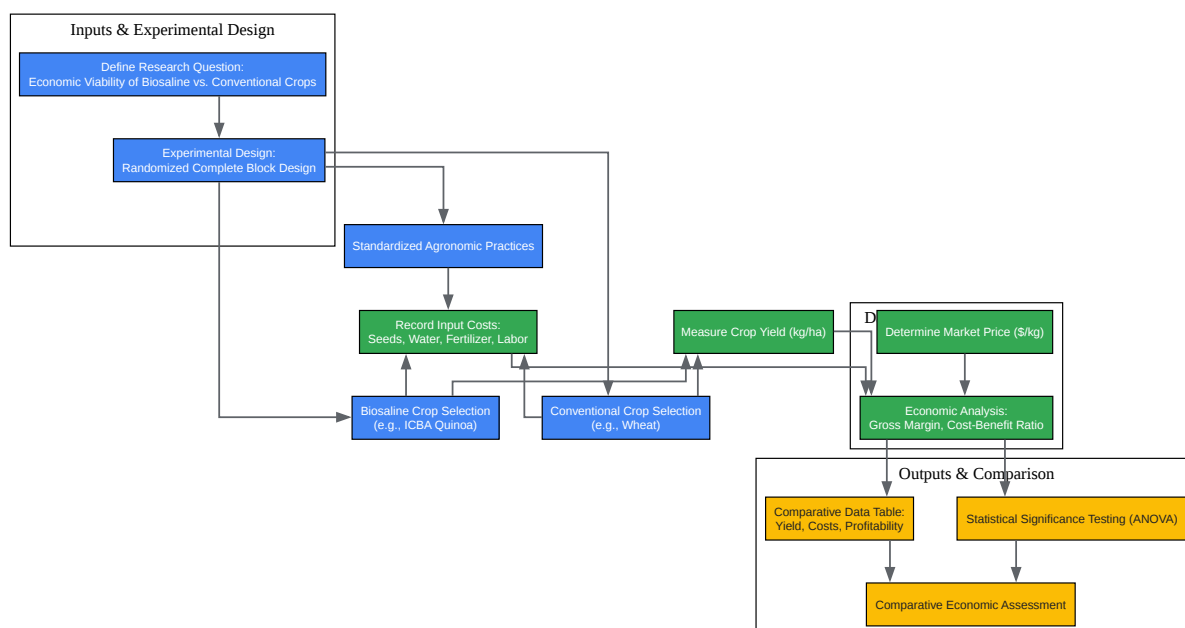 Inputs & Experimental Design
Define Research Question:
Economic Viability of Biosaline vs. Conventional Crops
Experimental Design:
Randomized Complete Block Design
Standardized Agronomic Practices
Record Input Costs:
Seeds, Water, Fertilizer, Labor
Measure Crop Yield (kg/ha)
D
Determine Market Price ($/kg)
Biosaline Crop Selection
(e.g., ICBA Quinoa)
Conventional Crop Selection
(e.g., Wheat)
Economic Analysis:
Gross Margin, Cost-Benefit Ratio
Outputs & Comparison
Comparative Data Table:
Yield, Costs, Profitability
Statistical Significance Testing (ANOVA)
Comparative Economic Assessment